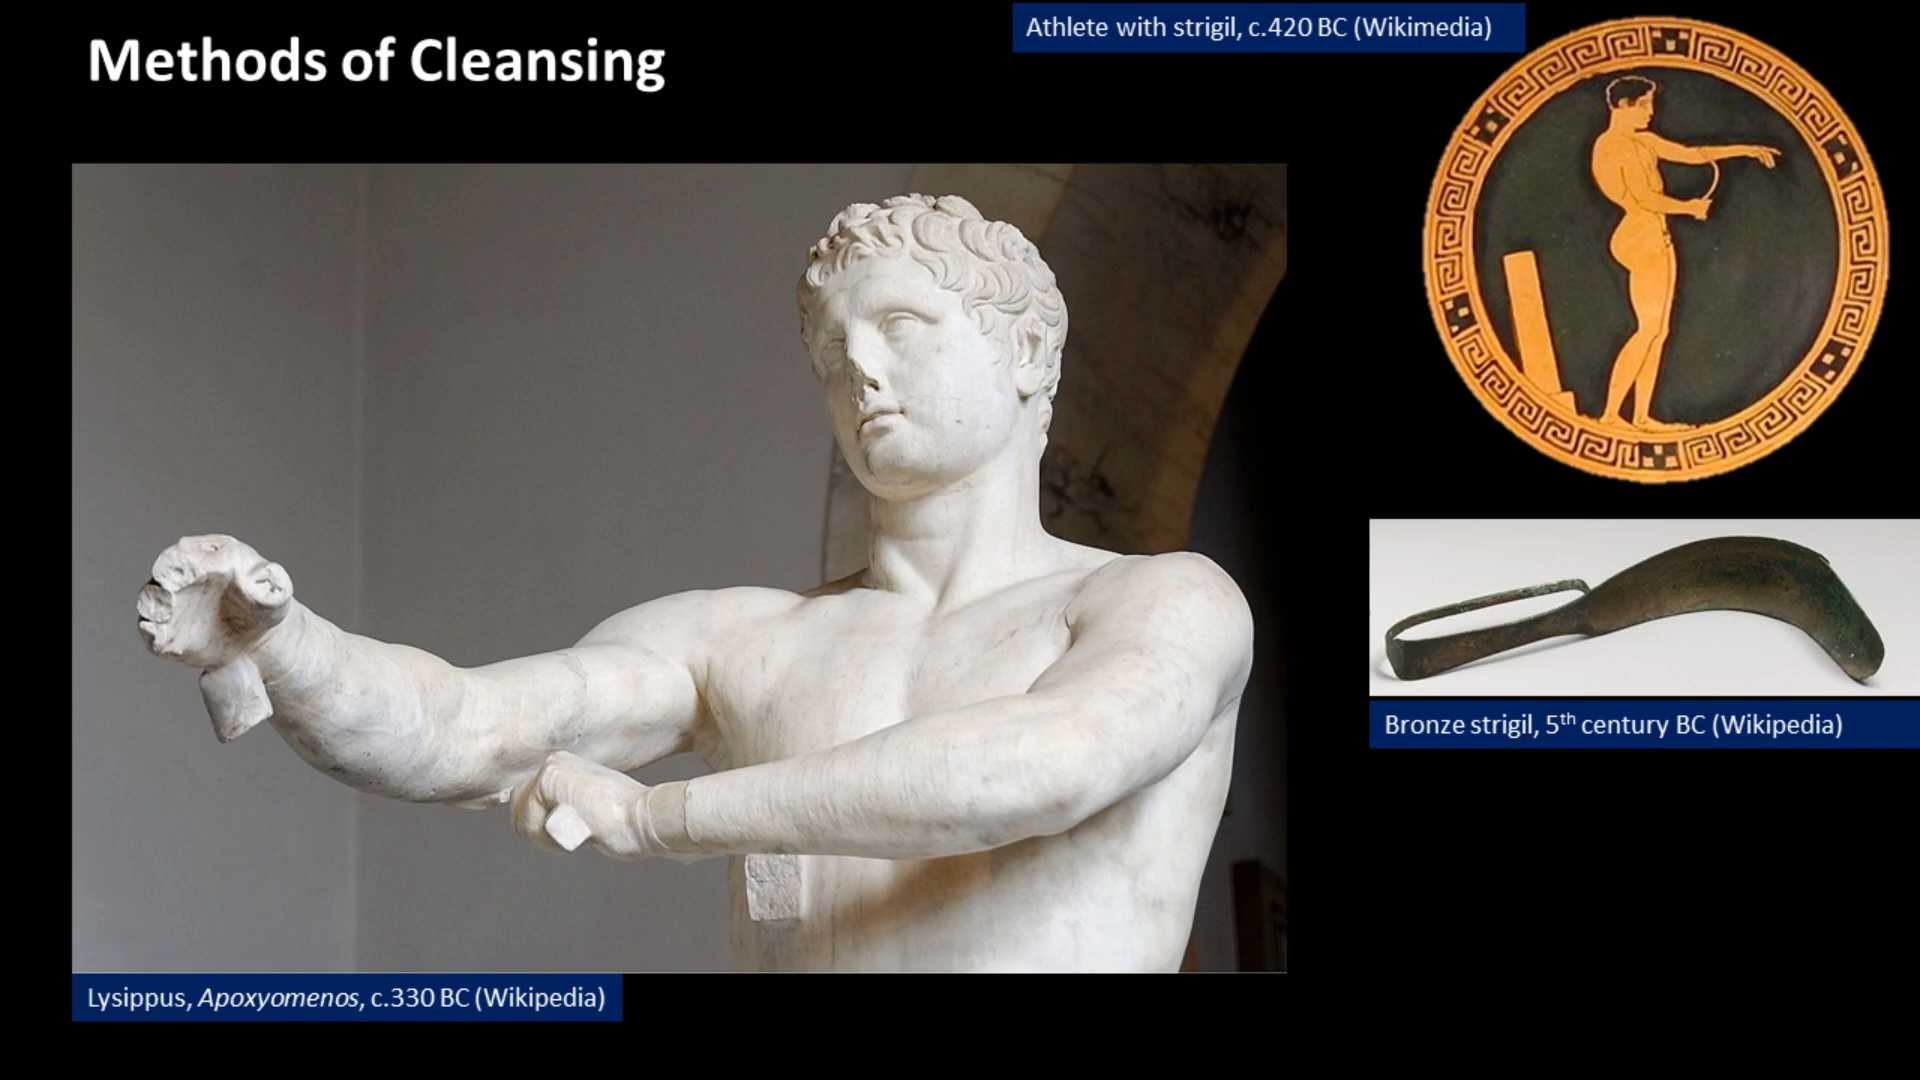 Methods of Cleansing
Athlete with strigil, c.420 BC (Wikimedia)
Bronze strigil, 5th century BC (Wikipedia)
Lysippus, Apoxyomenos, c.330 BC (Wikipedia)